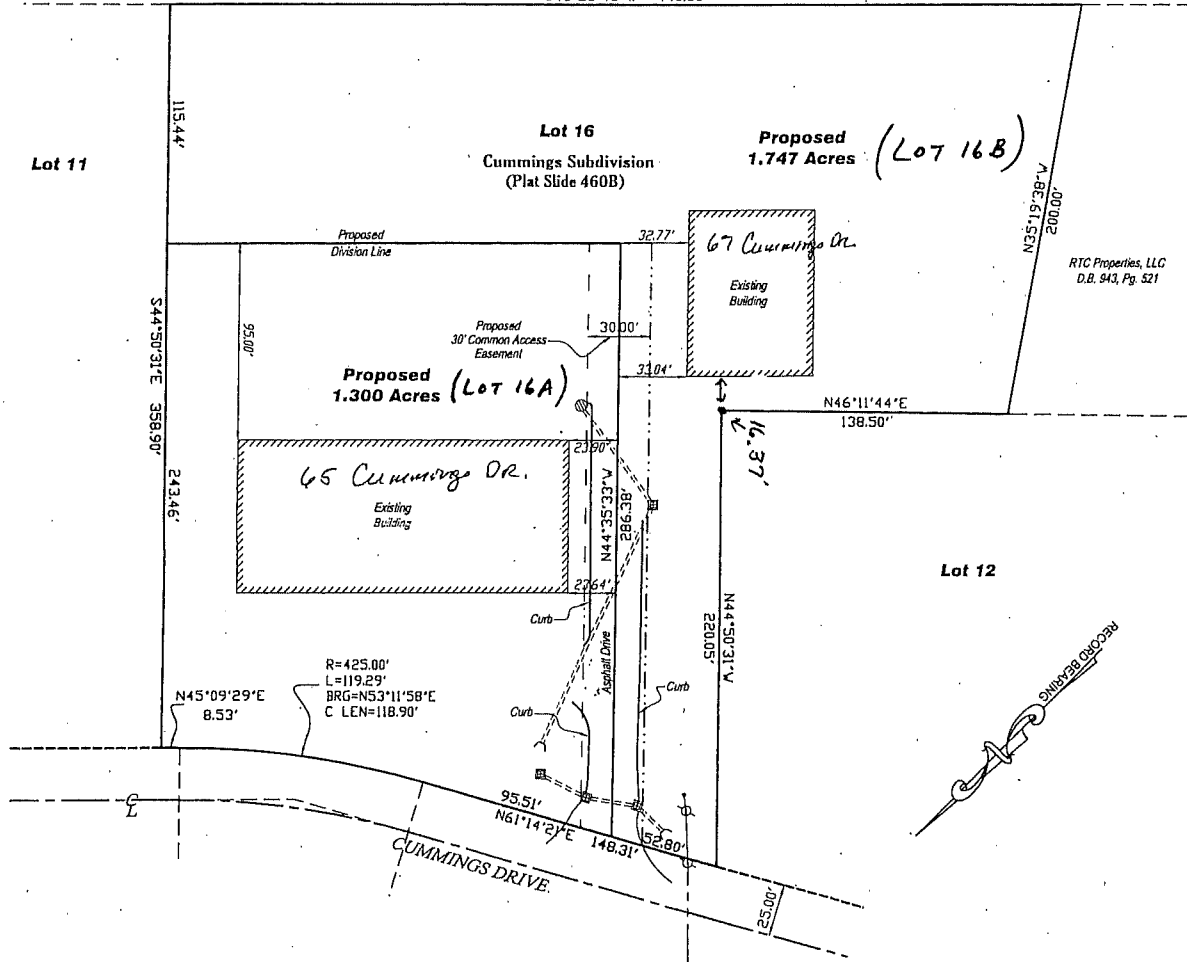 115.44'
Lot 11
Lot 16
Cummings Subdivision
(Plat Slide 460B)
Proposed
1.747 Acres (LOT 16B)
N35°19'38"W
200.00'
RTC Properties, LLC
D.B. 943, Pg. 521
Proposed
Division Line
32.77'
67 Cummings Dr.
Existing
Building
S44°50'31"E 358.90'
95.00'
Proposed
30' Common Access
Easement
30.00'
33.04'
Proposed
1.300 Acres (LOT 16A)
N46°11'44"E
138.50'
16.37'
23.90'
65 Cummings DR.
Existing
Building
N44°35'33"W
286.38'
243.46'
23.64'
Lot 12
Curb
Asphalt Drive
N44°50'31"W
220.05'
RECORD BEARING
N
R=425.00'
L=119.29'
BRG=N53°11'58"E
C LEN=118.90'
N45°09'29"E
8.53'
Curb
Curb
95.51'
N61°14'21"E
148.31'
52.80'
CL
CUMMINGS DRIVE
25.00'